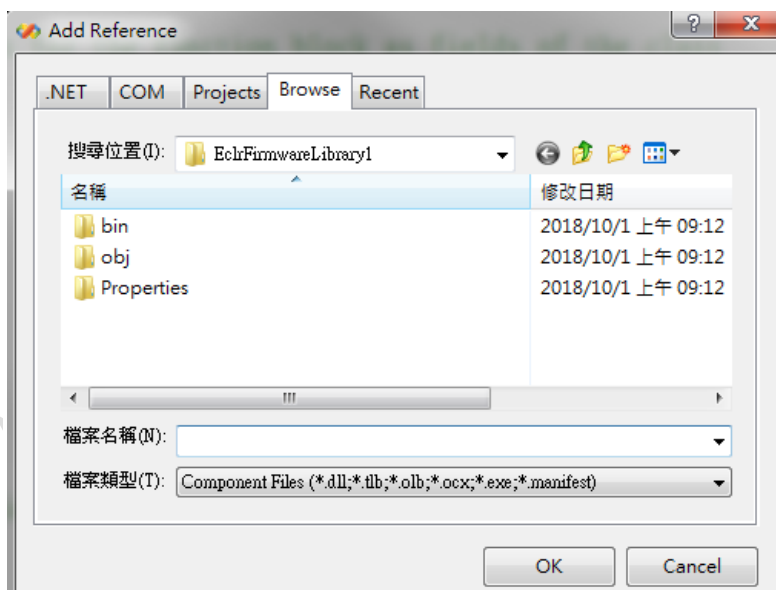 Add Reference
.NET COM Projects Browse Recent
搜尋位置(I): EclrFirmwareLibrary1
名稱 修改日期
bin 2018/10/1 上午 09:12
obj 2018/10/1 上午 09:12
Properties 2018/10/1 上午 09:12
檔案名稱(N):
檔案類型(T): Component Files (*.dll;*.tlb;*.olb;*.ocx;*.exe;*.manifest)
OK Cancel